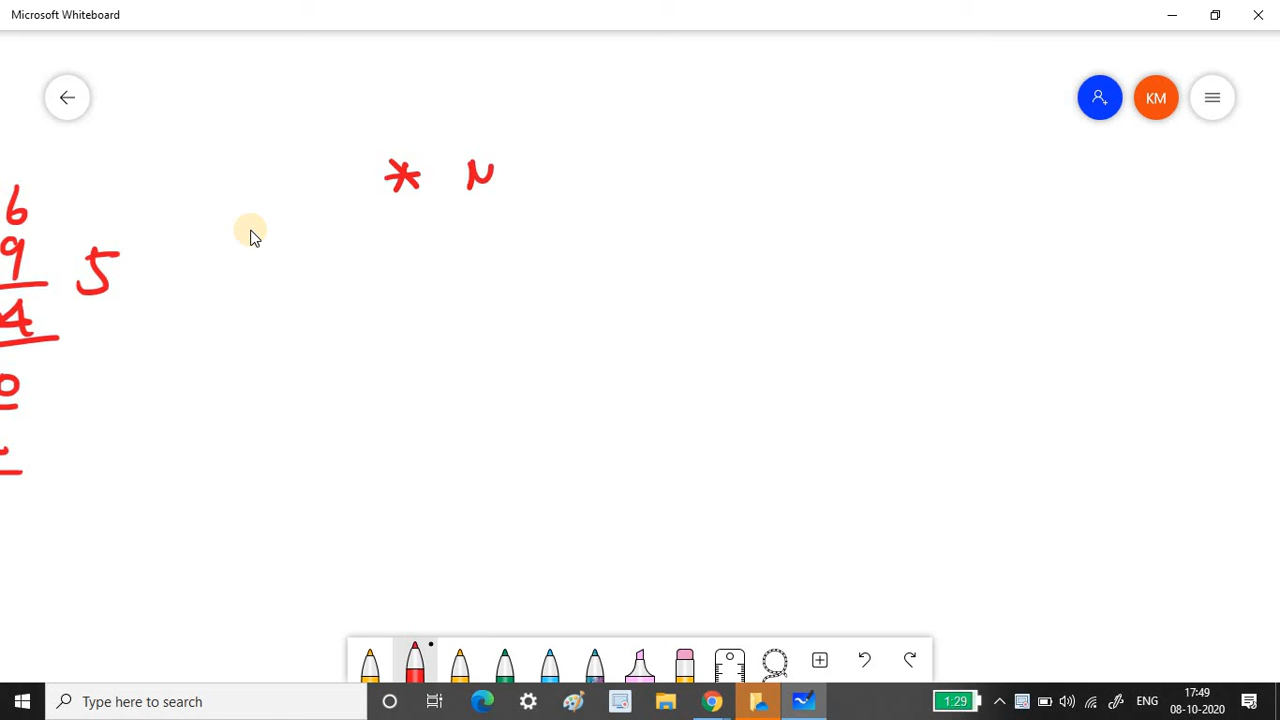 Microsoft Whiteboard
KM
* N
6
9 5
4
0
1:29
ENG
17:49
08-10-2020
Type here to search